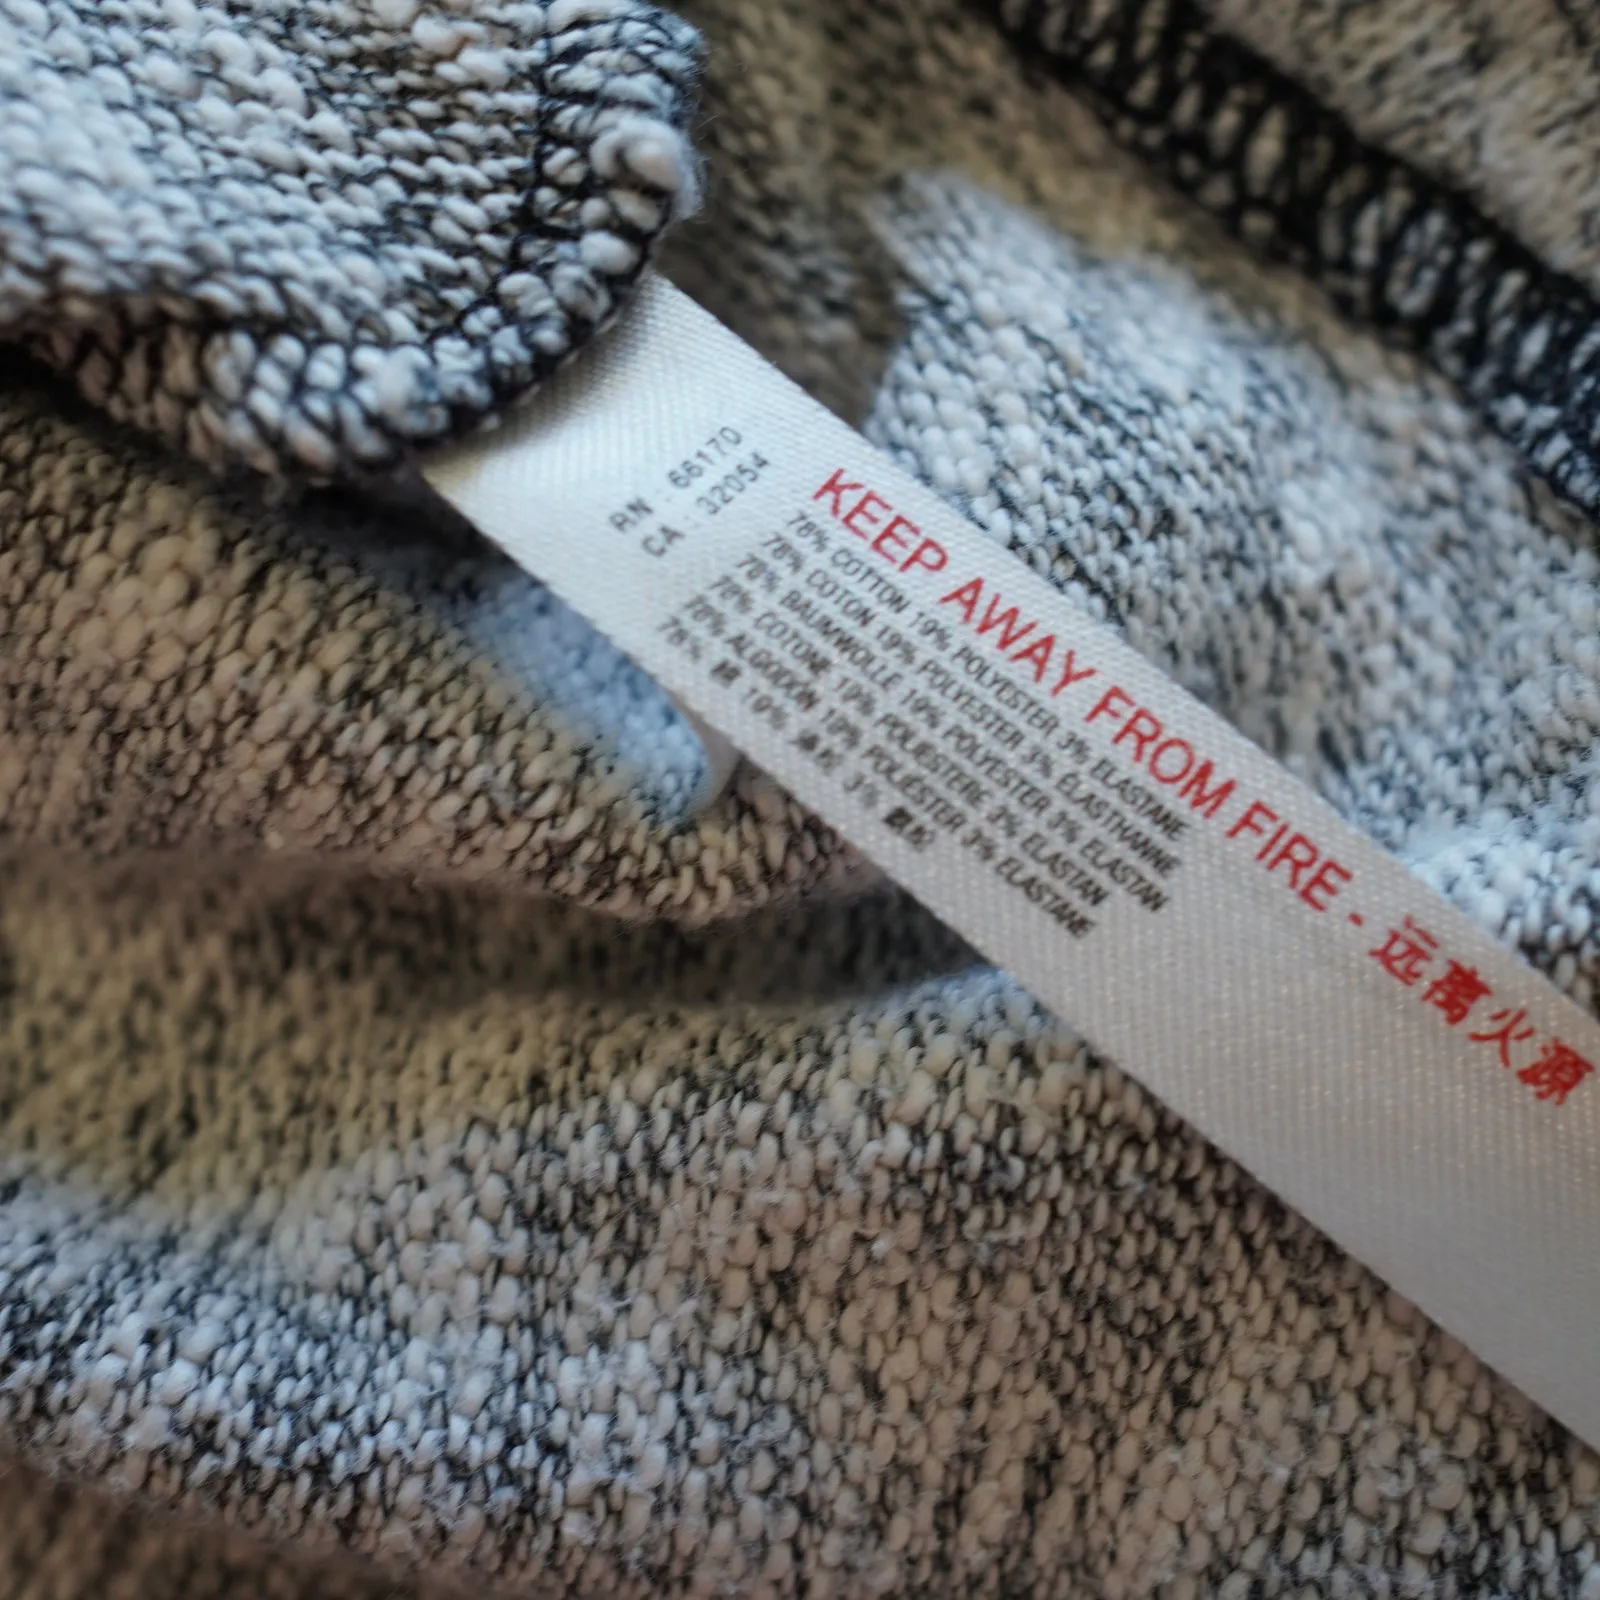 RN : 66170
CA : 32054
KEEP AWAY FROM FIRE - 远离火源
78% COTTON 19% POLYESTER 3% ELASTANE
78% COTON 19% POLYESTER 3% ÉLASTHANNE
78% BAUMWOLLE 19% POLYESTER 3% ELASTAN
78% COTONE 19% POLIESTERE 3% ELASTAN
78% ALGODON 19% POLIÉSTER 3% ELASTANE
78% 棉 19% 涤纶 3% 氨纶